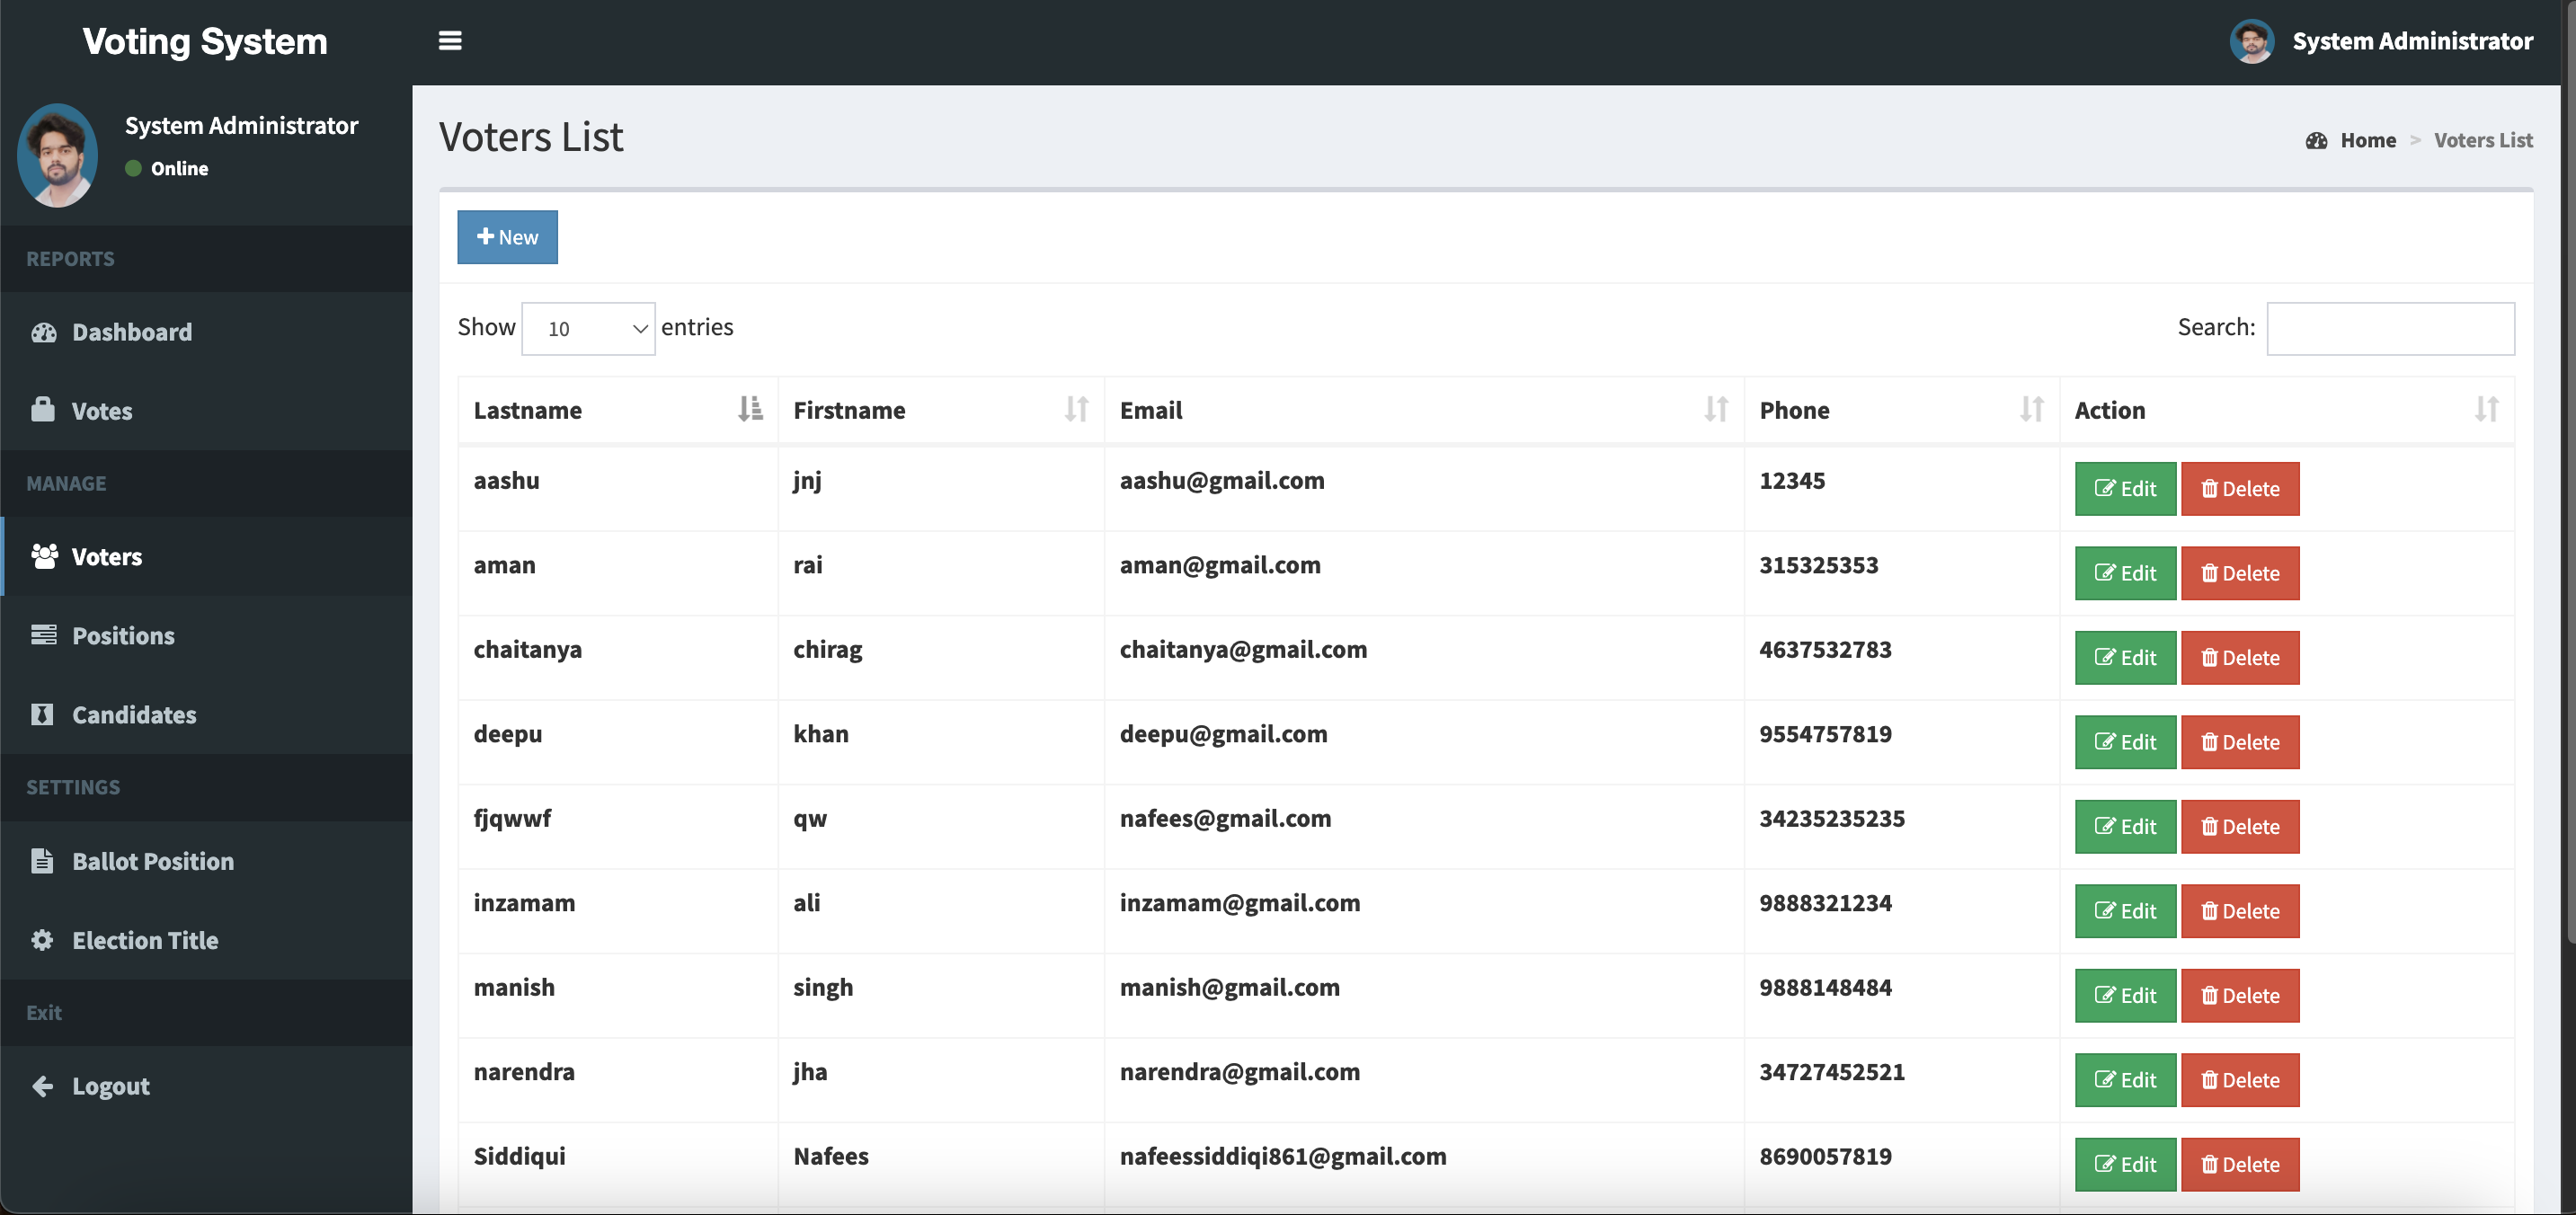 Voting System
System Administrator
System Administrator
Online
REPORTS
Dashboard
Votes
MANAGE
Voters
Positions
Candidates
SETTINGS
Ballot Position
Election Title
Exit
Logout
Voters List
Home > Voters List
New
Show 10 entries
Search:
Lastname Firstname Email Phone Action
aashu jnj aashu@gmail.com 12345 Edit Delete
aman rai aman@gmail.com 315325353 Edit Delete
chaitanya chirag chaitanya@gmail.com 4637532783 Edit Delete
deepu khan deepu@gmail.com 9554757819 Edit Delete
fjqwwf qw nafees@gmail.com 34235235235 Edit Delete
inzamam ali inzamam@gmail.com 9888321234 Edit Delete
manish singh manish@gmail.com 9888148484 Edit Delete
narendra jha narendra@gmail.com 34727452521 Edit Delete
Siddiqui Nafees nafeessiddiqi861@gmail.com 8690057819 Edit Delete